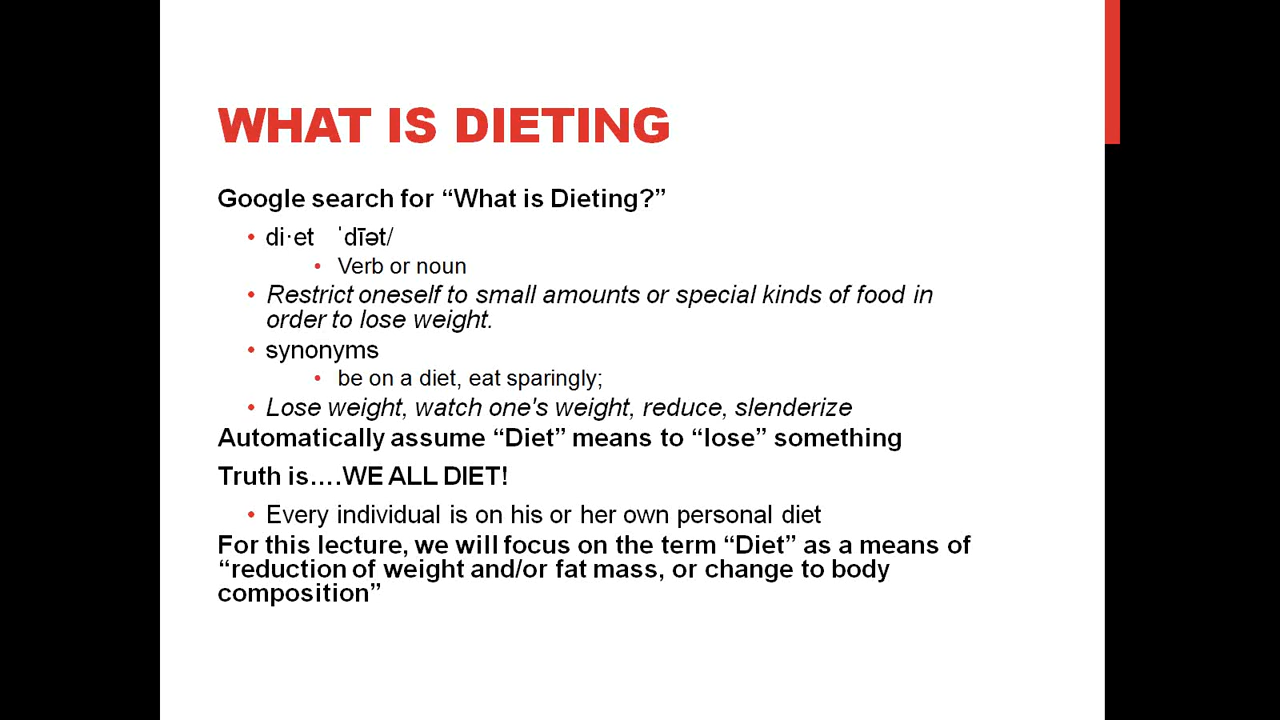 WHAT IS DIETING
Google search for “What is Dieting?”
• di·et ˈdīət/
• Verb or noun
• Restrict oneself to small amounts or special kinds of food in
order to lose weight.
• synonyms
• be on a diet, eat sparingly;
• Lose weight, watch one's weight, reduce, slenderize
Automatically assume “Diet” means to “lose” something
Truth is….WE ALL DIET!
• Every individual is on his or her own personal diet
For this lecture, we will focus on the term “Diet” as a means of
“reduction of weight and/or fat mass, or change to body
composition”